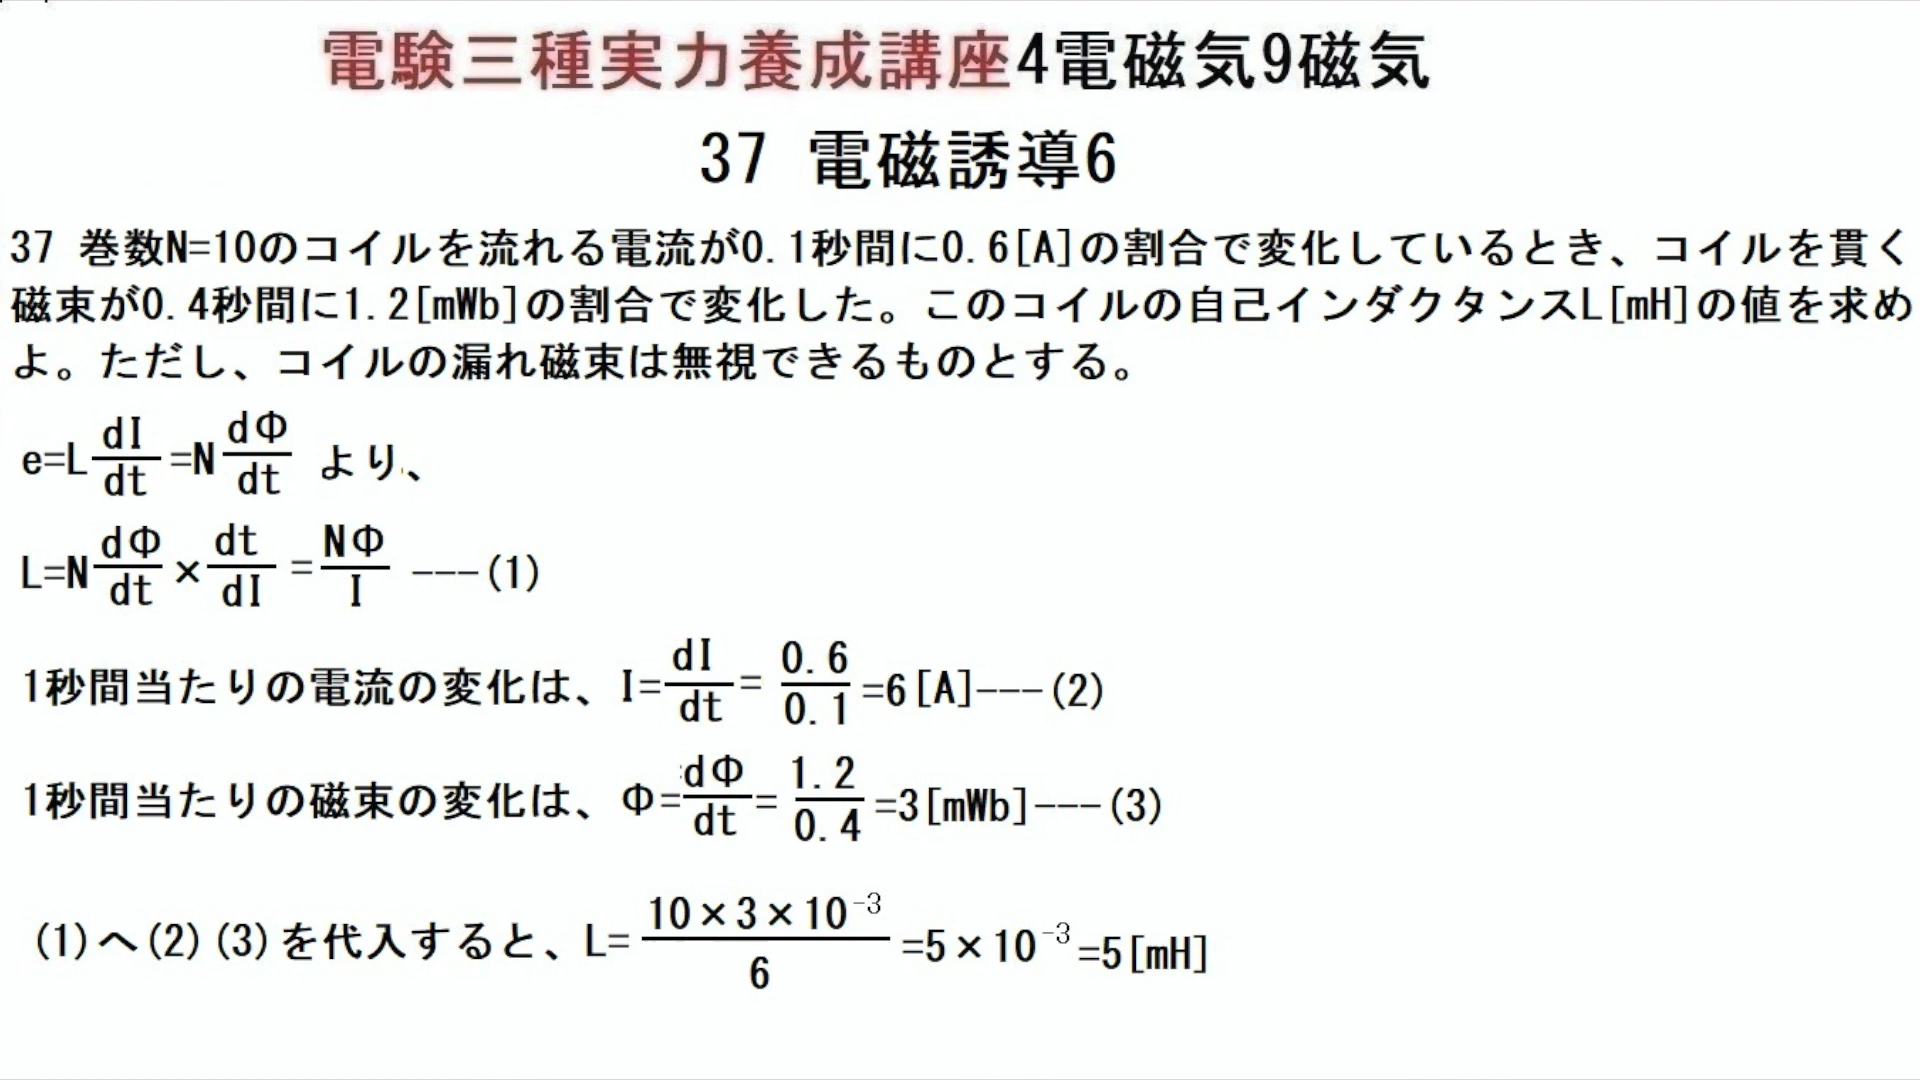 電験三種実力養成講座4電磁気9磁気
37 電磁誘導6
37 巻数N=10のコイルを流れる電流が0.1秒間に0.6[A]の割合で変化しているとき、コイルを貫く
磁束が0.4秒間に1.2[mWb]の割合で変化した。このコイルの自己インダクタンスL[mH]の値を求め
よ。ただし、コイルの漏れ磁束は無視できるものとする。
e=L dI/dt =N dΦ/dt より、
L=N dΦ/dt × dt/dI = NΦ/I ---(1)
1秒間当たりの電流の変化は、I= dI/dt = 0.6/0.1 =6[A]---(2)
1秒間当たりの磁束の変化は、Φ= dΦ/dt = 1.2/0.4 =3[mWb]---(3)
(1)へ(2)(3)を代入すると、L= 10×3×10⁻³/6 =5×10⁻³=5[mH]